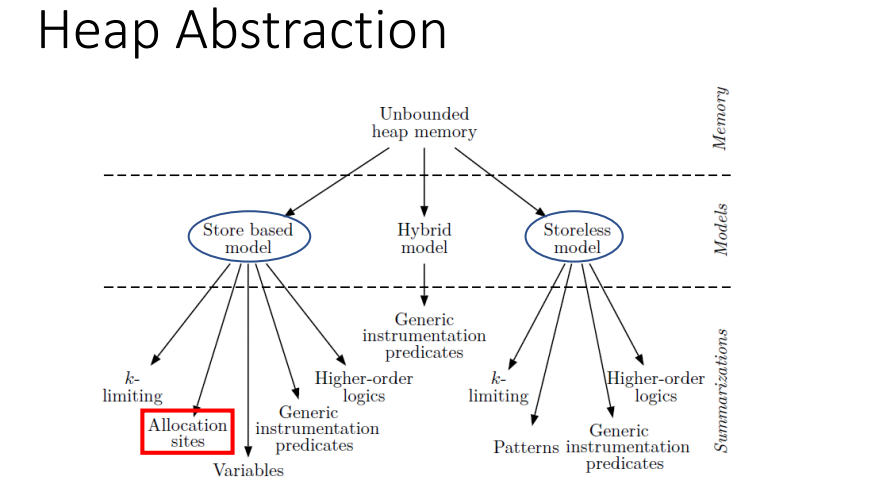 Heap Abstraction
Unbounded
heap memory
Memory
Store based
model
Hybrid
model
Storeless
model
Models
Generic
instrumentation
predicates
k-
limiting
Allocation
sites
Variables
Generic
instrumentation
predicates
Higher-order
logics
k-
limiting
Patterns
Generic
instrumentation
predicates
Higher-order
logics
Summarizations